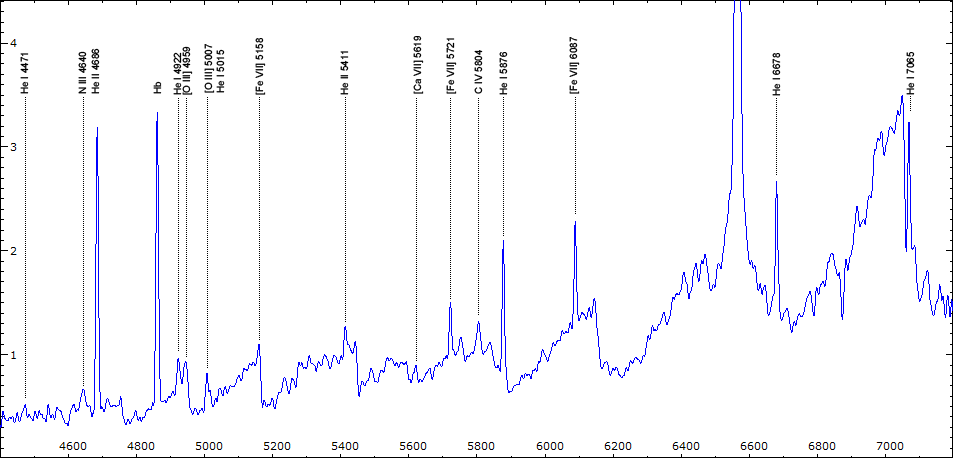 He I 4471
N III 4640
He II 4686
Hb
He I 4922
[O III] 4959
[O III] 5007
He I 5015
[Fe VII] 5158
He II 5411
[Ca VII] 5619
[Fe VII] 5721
C IV 5804
He I 5876
[Fe VII] 6087
He I 6678
He I 7065
4
3
2
1
4600 4800 5000 5200 5400 5600 5800 6000 6200 6400 6600 6800 7000